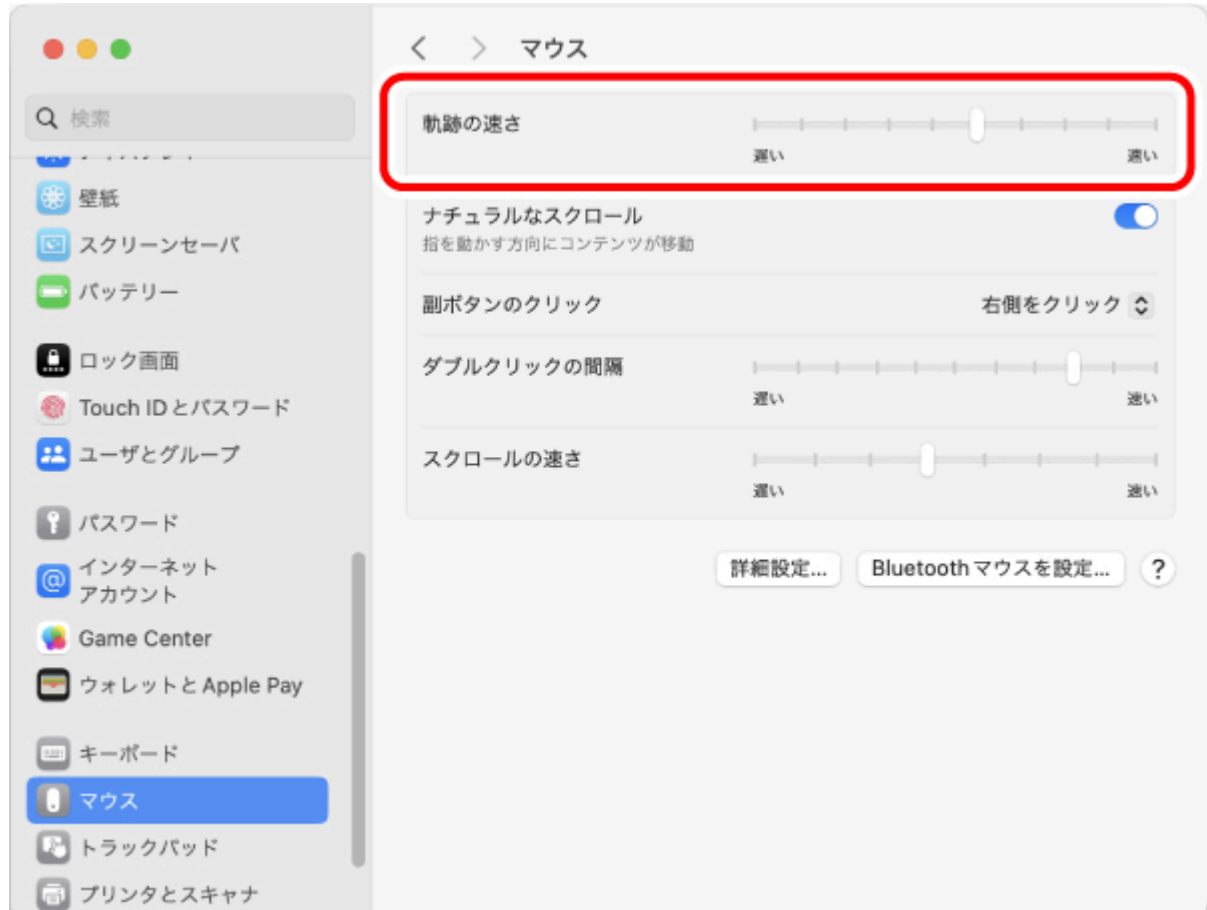 マウス
検索
壁紙
スクリーンセーバ
バッテリー
ロック画面
Touch IDとパスワード
ユーザとグループ
パスワード
インターネット
アカウント
Game Center
ウォレットとApple Pay
キーボード
マウス
トラックパッド
プリンタとスキャナ
軌跡の速さ
遅い
速い
ナチュラルなスクロール
指を動かす方向にコンテンツが移動
副ボタンのクリック
右側をクリック
ダブルクリックの間隔
遅い
速い
スクロールの速さ
遅い
速い
詳細設定...
Bluetoothマウスを設定...
?